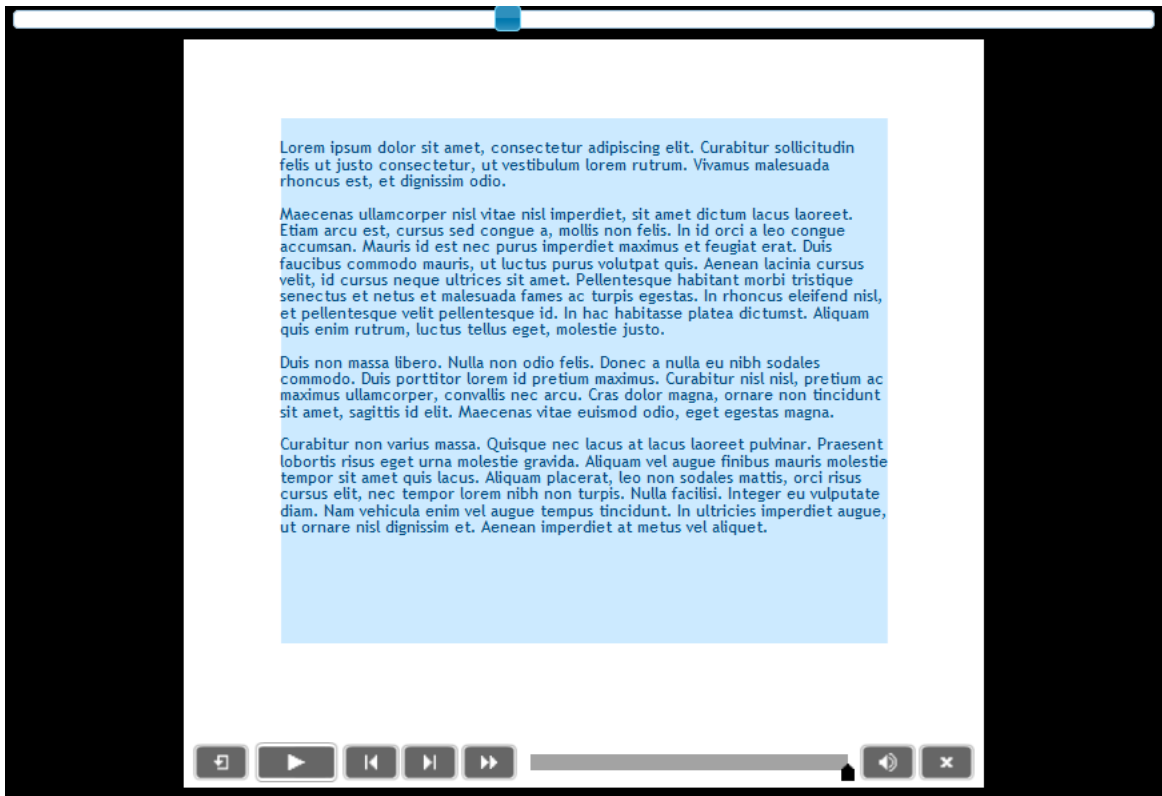 Lorem ipsum dolor sit amet, consectetur adipiscing elit. Curabitur sollicitudin
felis ut justo consectetur, ut vestibulum lorem rutrum. Vivamus malesuada
rhoncus est, et dignissim odio.
Maecenas ullamcorper nisl vitae nisl imperdiet, sit amet dictum lacus laoreet.
Etiam arcu est, cursus sed congue a, mollis non felis. In id orci a leo congue
accumsan. Mauris id est nec purus imperdiet maximus et feugiat erat. Duis
faucibus commodo mauris, ut luctus purus volutpat quis. Aenean lacinia cursus
velit, id cursus neque ultrices sit amet. Pellentesque habitant morbi tristique
senectus et netus et malesuada fames ac turpis egestas. In rhoncus eleifend nisl,
et pellentesque velit pellentesque id. In hac habitasse platea dictumst. Aliquam
quis enim rutrum, luctus tellus eget, molestie justo.
Duis non massa libero. Nulla non odio felis. Donec a nulla eu nibh sodales
commodo. Duis porttitor lorem id pretium maximus. Curabitur nisl nisl, pretium ac
maximus ullamcorper, convallis nec arcu. Cras dolor magna, ornare non tincidunt
sit amet, sagittis id elit. Maecenas vitae euismod odio, eget egestas magna.
Curabitur non varius massa. Quisque nec lacus at lacus laoreet pulvinar. Praesent
lobortis risus eget urna molestie gravida. Aliquam vel augue finibus mauris molestie
tempor sit amet quis lacus. Aliquam placerat, leo non sodales mattis, orci risus
cursus elit, nec tempor lorem nibh non turpis. Nulla facilisi. Integer eu vulputate
diam. Nam vehicula enim vel augue tempus tincidunt. In ultricies imperdiet augue,
ut ornare nisl dignissim et. Aenean imperdiet at metus vel aliquet.